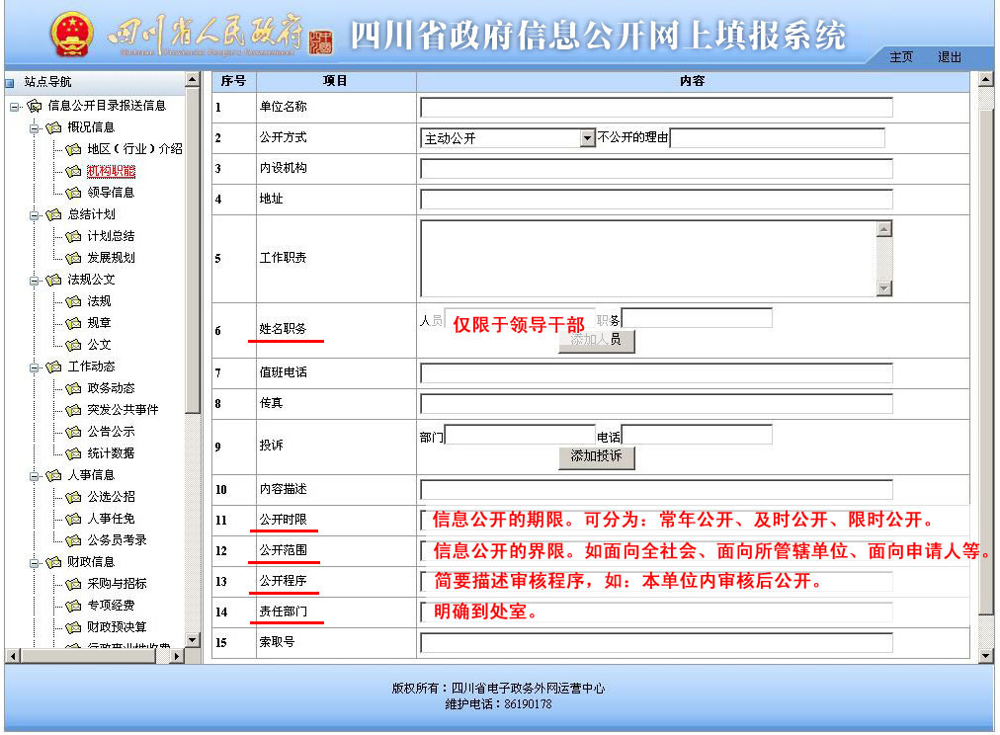 四川省人民政府 四川省政府信息公开网上填报系统
Sichuan Provincial People's Government
主页 退出
站点导航
信息公开目录报送信息
概况信息
地区(行业)介绍
机构职能
领导信息
总结计划
计划总结
发展规划
法规公文
法规
规章
公文
工作动态
政务动态
突发公共事件
公告公示
统计数据
人事信息
公选公招
人事任免
公务员考录
财政信息
采购与招标
专项经费
财政预决算
行政事业性收费
序号 项目 内容
1 单位名称
2 公开方式 主动公开 不公开的理由
3 内设机构
4 地址
5 工作职责
6 姓名职务 人员 仅限于领导干部 职务
添加人员
7 值班电话
8 传真
9 投诉 部门 电话
添加投诉
10 内容描述
11 公开时限 信息公开的期限。可分为：常年公开、及时公开、限时公开。
12 公开范围 信息公开的界限。如面向全社会、面向所管辖单位、面向申请人等。
13 公开程序 简要描述审核程序，如：本单位内审核后公开。
14 责任部门 明确到处室。
15 索取号
版权所有：四川省电子政务外网运营中心
维护电话：86190178